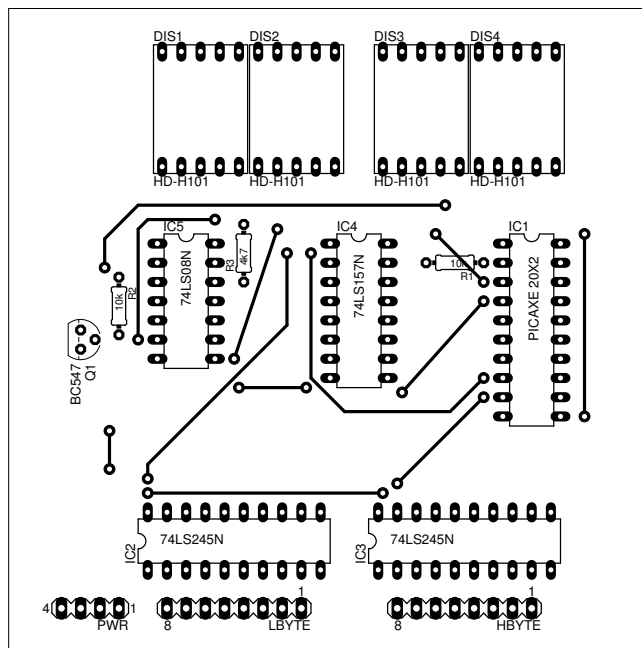 DIS1 DIS2 DIS3 DIS4
HD-H101 HD-H101 HD-H101 HD-H101
IC5 IC4 IC1
74LS08N
R3
4k7
74LS157N
10k
R1
PICAXE 20X2
10k
R2
BC547
Q1
IC2
74LS245N
IC3
74LS245N
4 1
PWR
1
8 LBYTE
1
8 HBYTE